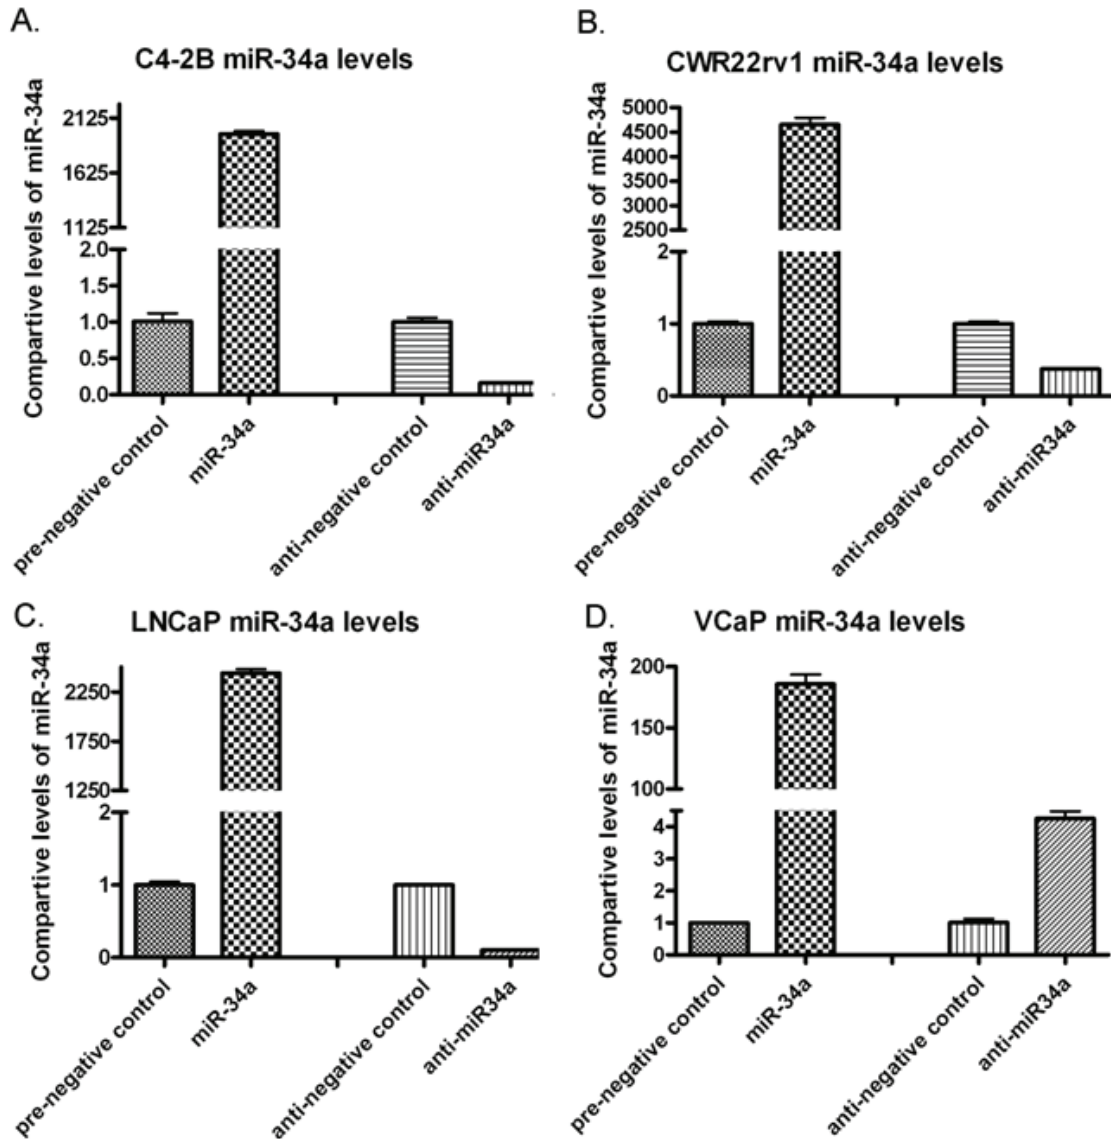 A.
C4-2B miR-34a levels
Compartive levels of miR-34a
2125
1625
1125
2.0
1.5
1.0
0.5
0.0
pre-negative control
miR-34a
anti-negative control
anti-miR34a
B.
CWR22rv1 miR-34a levels
Compartive levels of miR-34a
5000
4500
4000
3500
3000
2500
2
1
0
pre-negative control
miR-34a
anti-negative control
anti-miR34a
C.
LNCaP miR-34a levels
Compartive levels of miR-34a
2250
1750
1250
2
1
0
pre-negative control
miR-34a
anti-negative control
anti-miR34a
D.
VCaP miR-34a levels
Compartive levels of miR-34a
200
150
100
4
3
2
1
0
pre-negative control
miR-34a
anti-negative control
anti-miR34a